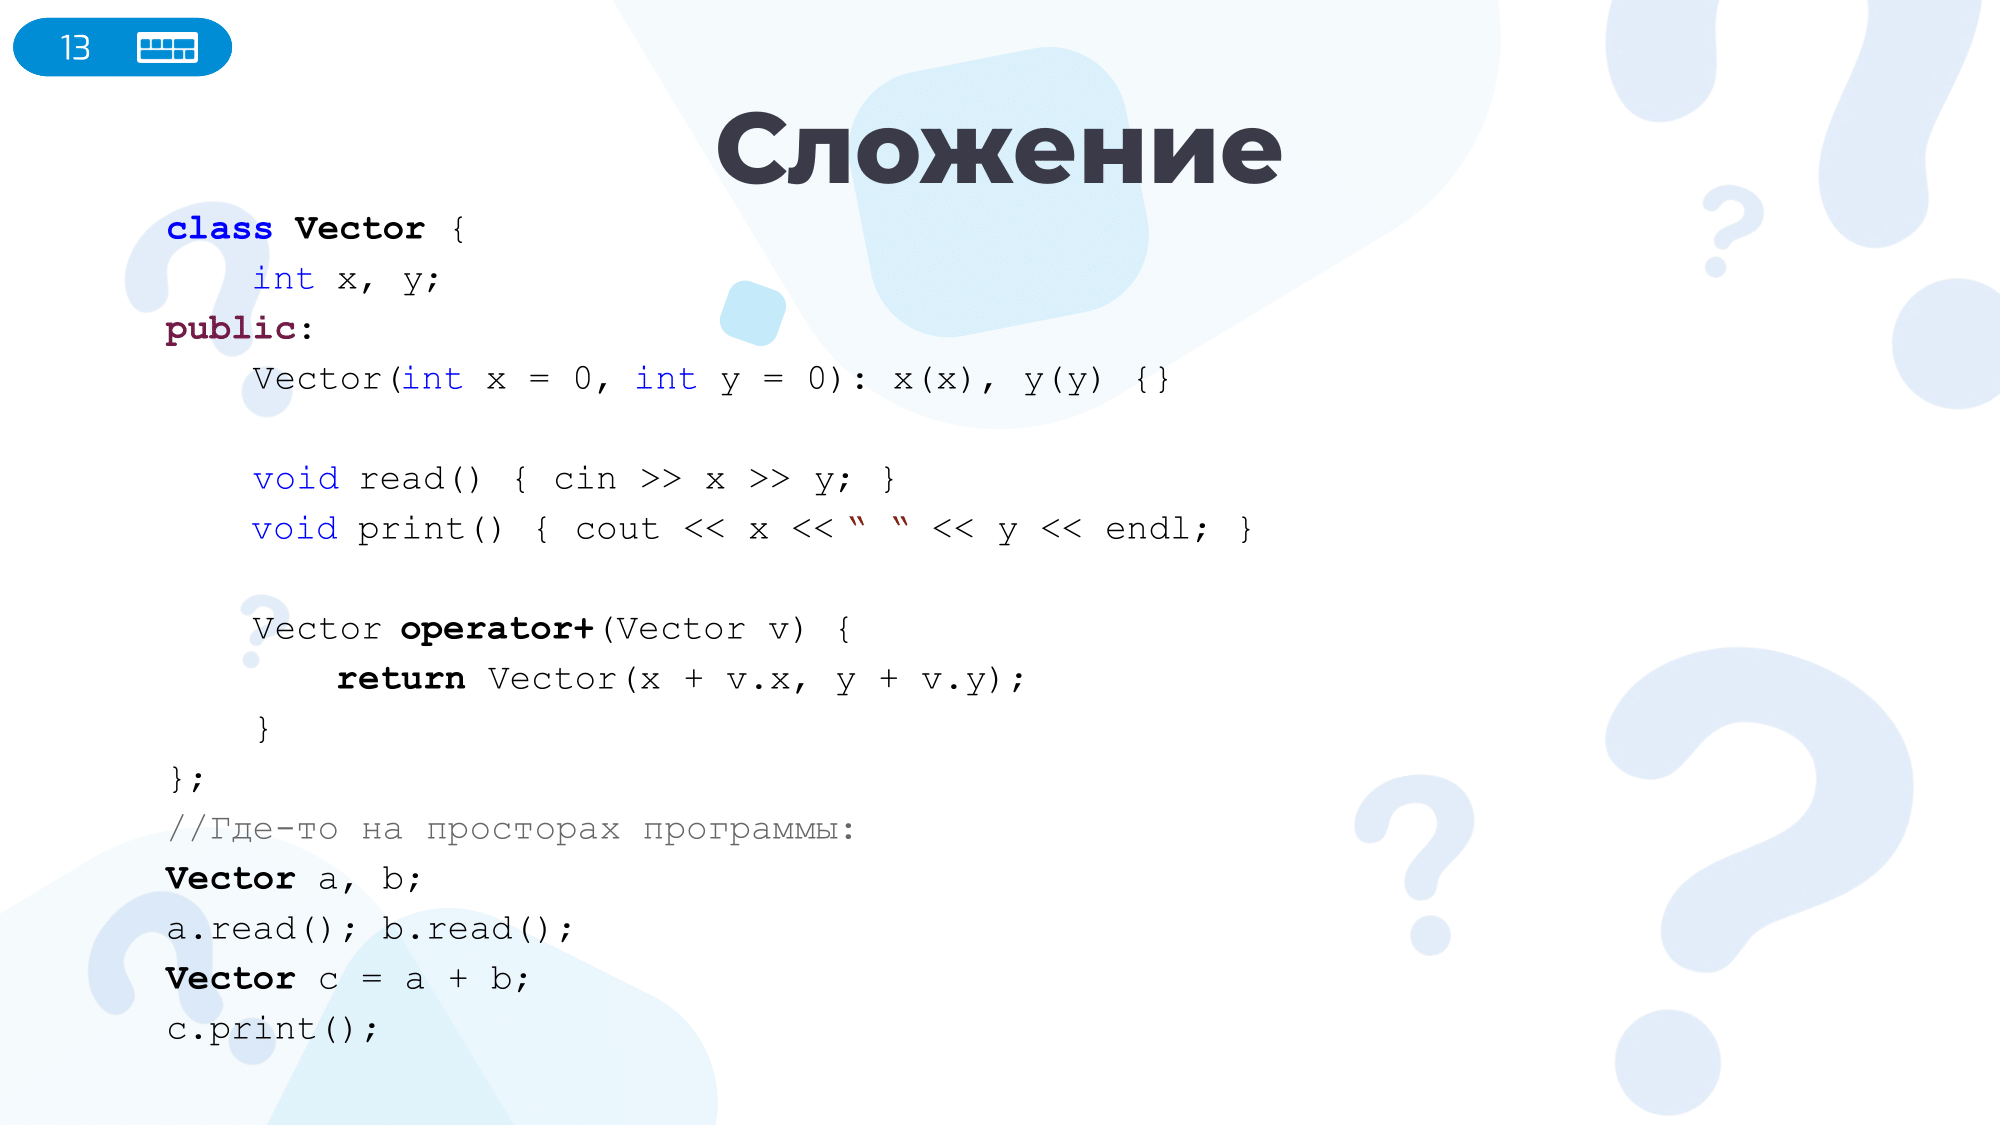 13
Сложение
class Vector {
    int x, y;
public:
    Vector(int x = 0, int y = 0): x(x), y(y) {}

    void read() { cin >> x >> y; }
    void print() { cout << x << “ “ << y << endl; }

    Vector operator+(Vector v) {
        return Vector(x + v.x, y + v.y);
    }
};
//Где-то на просторах программы:
Vector a, b;
a.read(); b.read();
Vector c = a + b;
c.print();